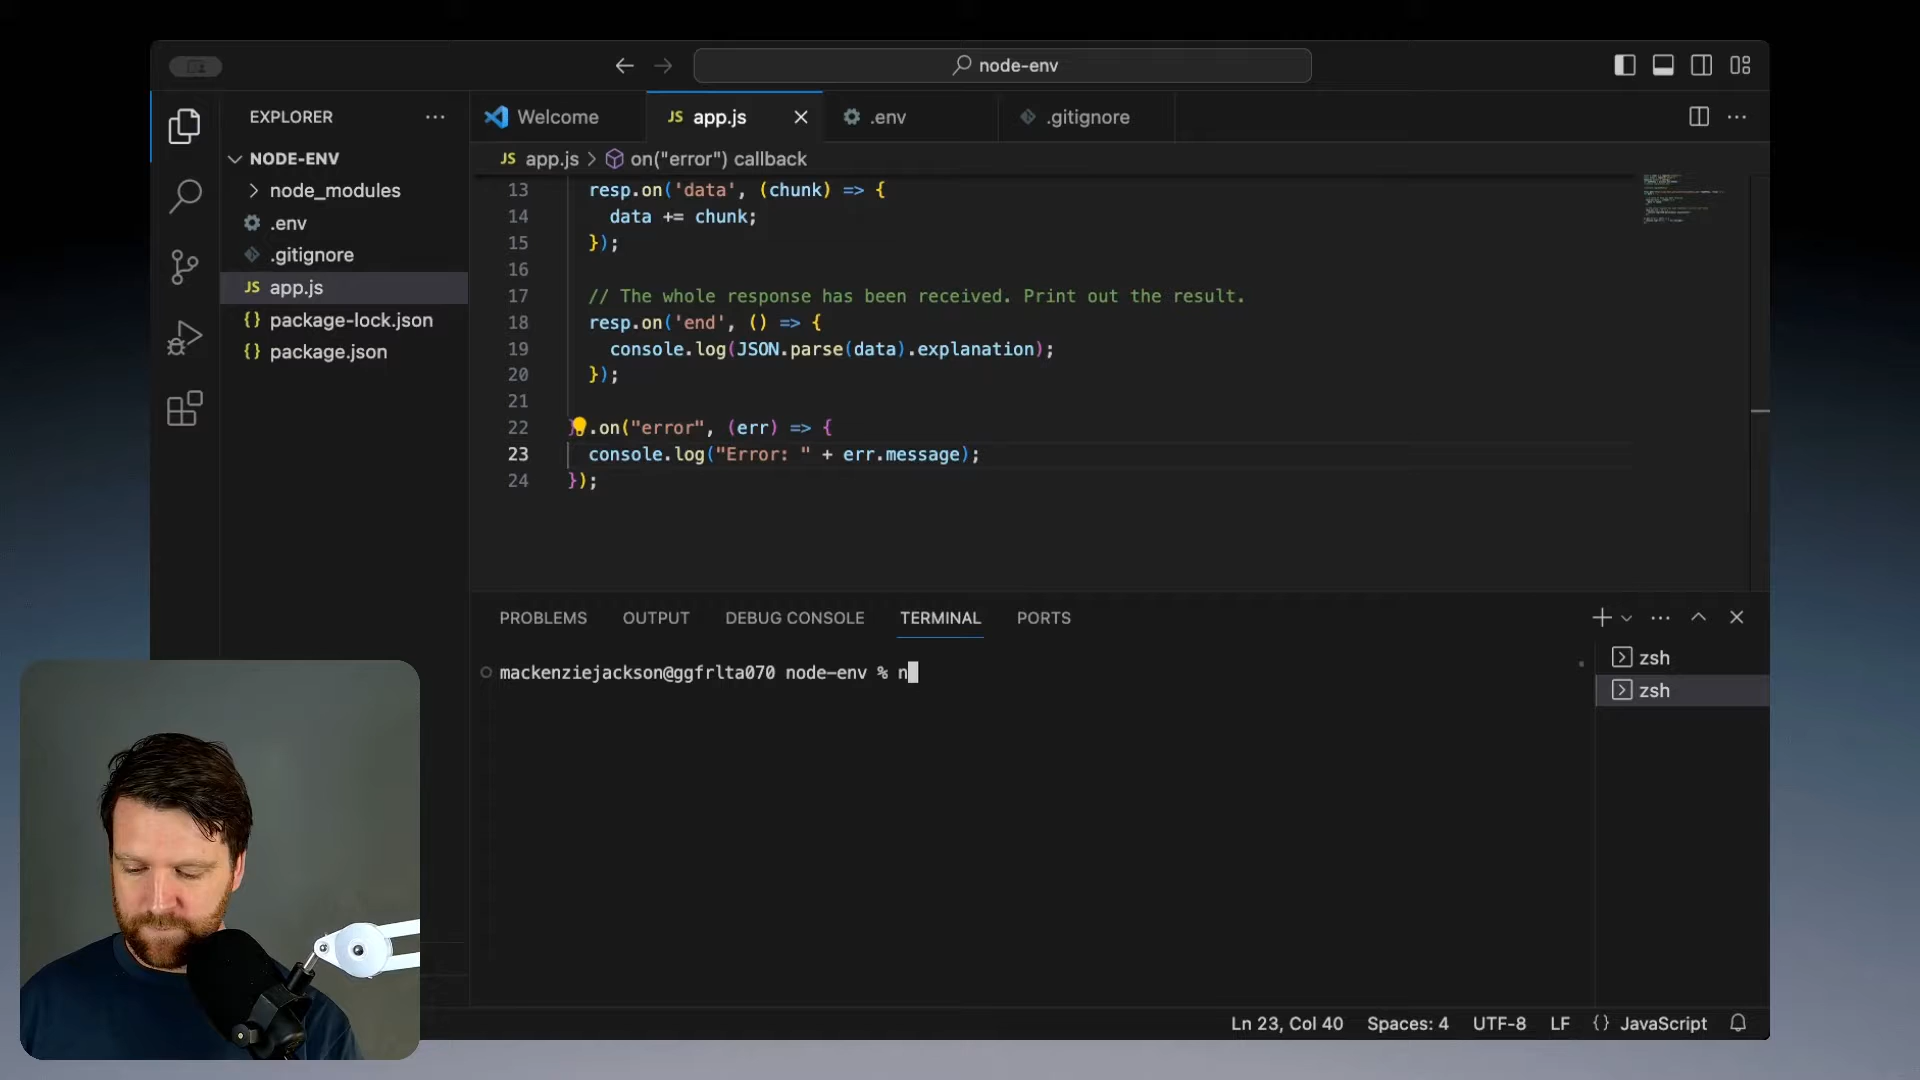 node-env
EXPLORER
Welcome
app.js
.env
.gitignore
NODE-ENV
node_modules
.env
.gitignore
JS app.js
{} package-lock.json
{} package.json
JS app.js > on("error") callback
13 resp.on('data', (chunk) => {
14 data += chunk;
15 });
16
17 // The whole response has been received. Print out the result.
18 resp.on('end', () => {
19 console.log(JSON.parse(data).explanation);
20 });
21
22 .on("error", (err) => {
23 console.log("Error: " + err.message);
24 });
PROBLEMS OUTPUT DEBUG CONSOLE TERMINAL PORTS
mackenziejackson@ggfrlta070 node-env % n
zsh
zsh
Ln 23, Col 40 Spaces: 4 UTF-8 LF {} JavaScript